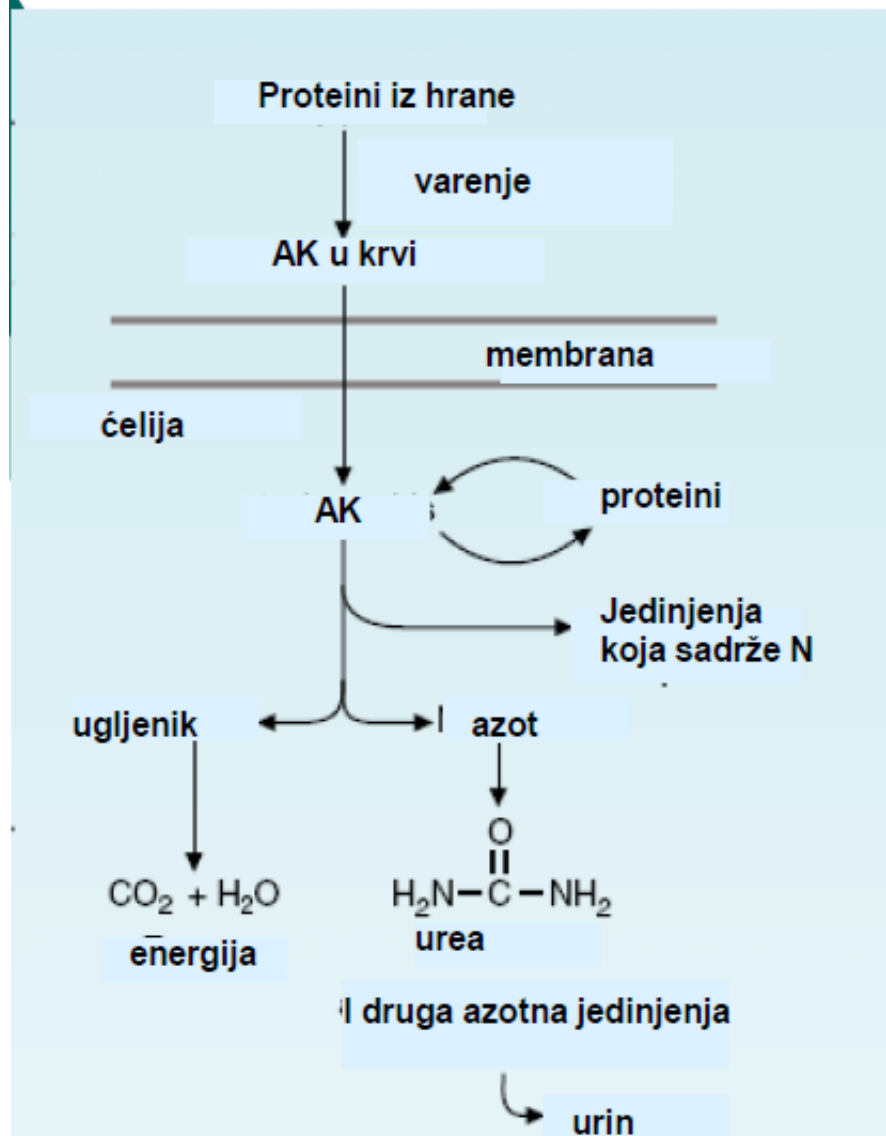 Proteini iz hrane
varenje
AK u krvi
membrana
ćelija
AK
proteini
Jedinjenja
koja sadrže N
ugljenik
azot
O
CO₂ + H₂O
H₂N–C–NH₂
energija
urea
I druga azotna jedinjenja
urin